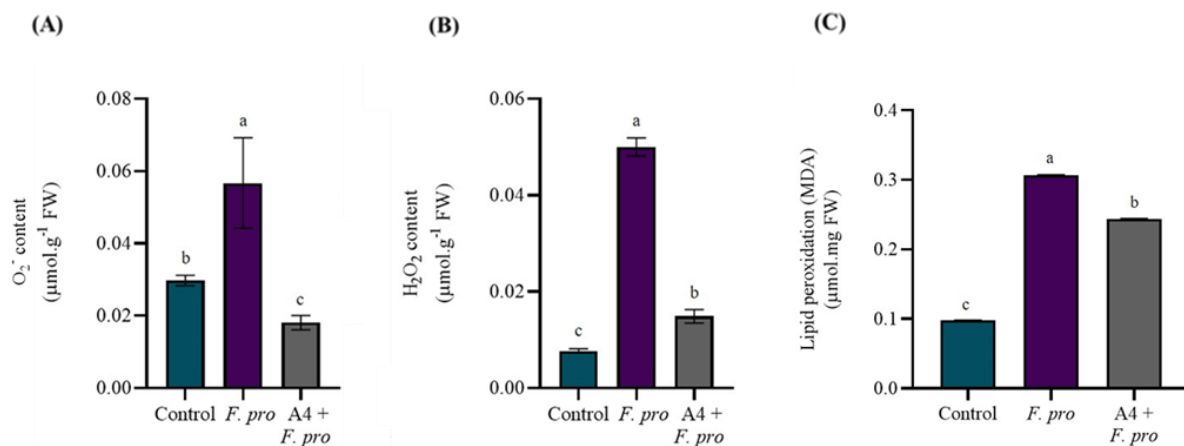 (A)
O₂⁻ content
(µmol.g⁻¹ FW)
0.08
0.06
0.04
0.02
0.00
b
a
c
Control
F. pro
A4 +
F. pro
(B)
H₂O₂ content
(µmol.g⁻¹ FW)
0.06
0.04
0.02
0.00
c
a
b
Control
F. pro
A4 +
F. pro
(C)
Lipid peroxidation (MDA)
(µmol.mg FW)
0.4
0.3
0.2
0.1
0.0
c
a
b
Control
F. pro
A4 +
F. pro